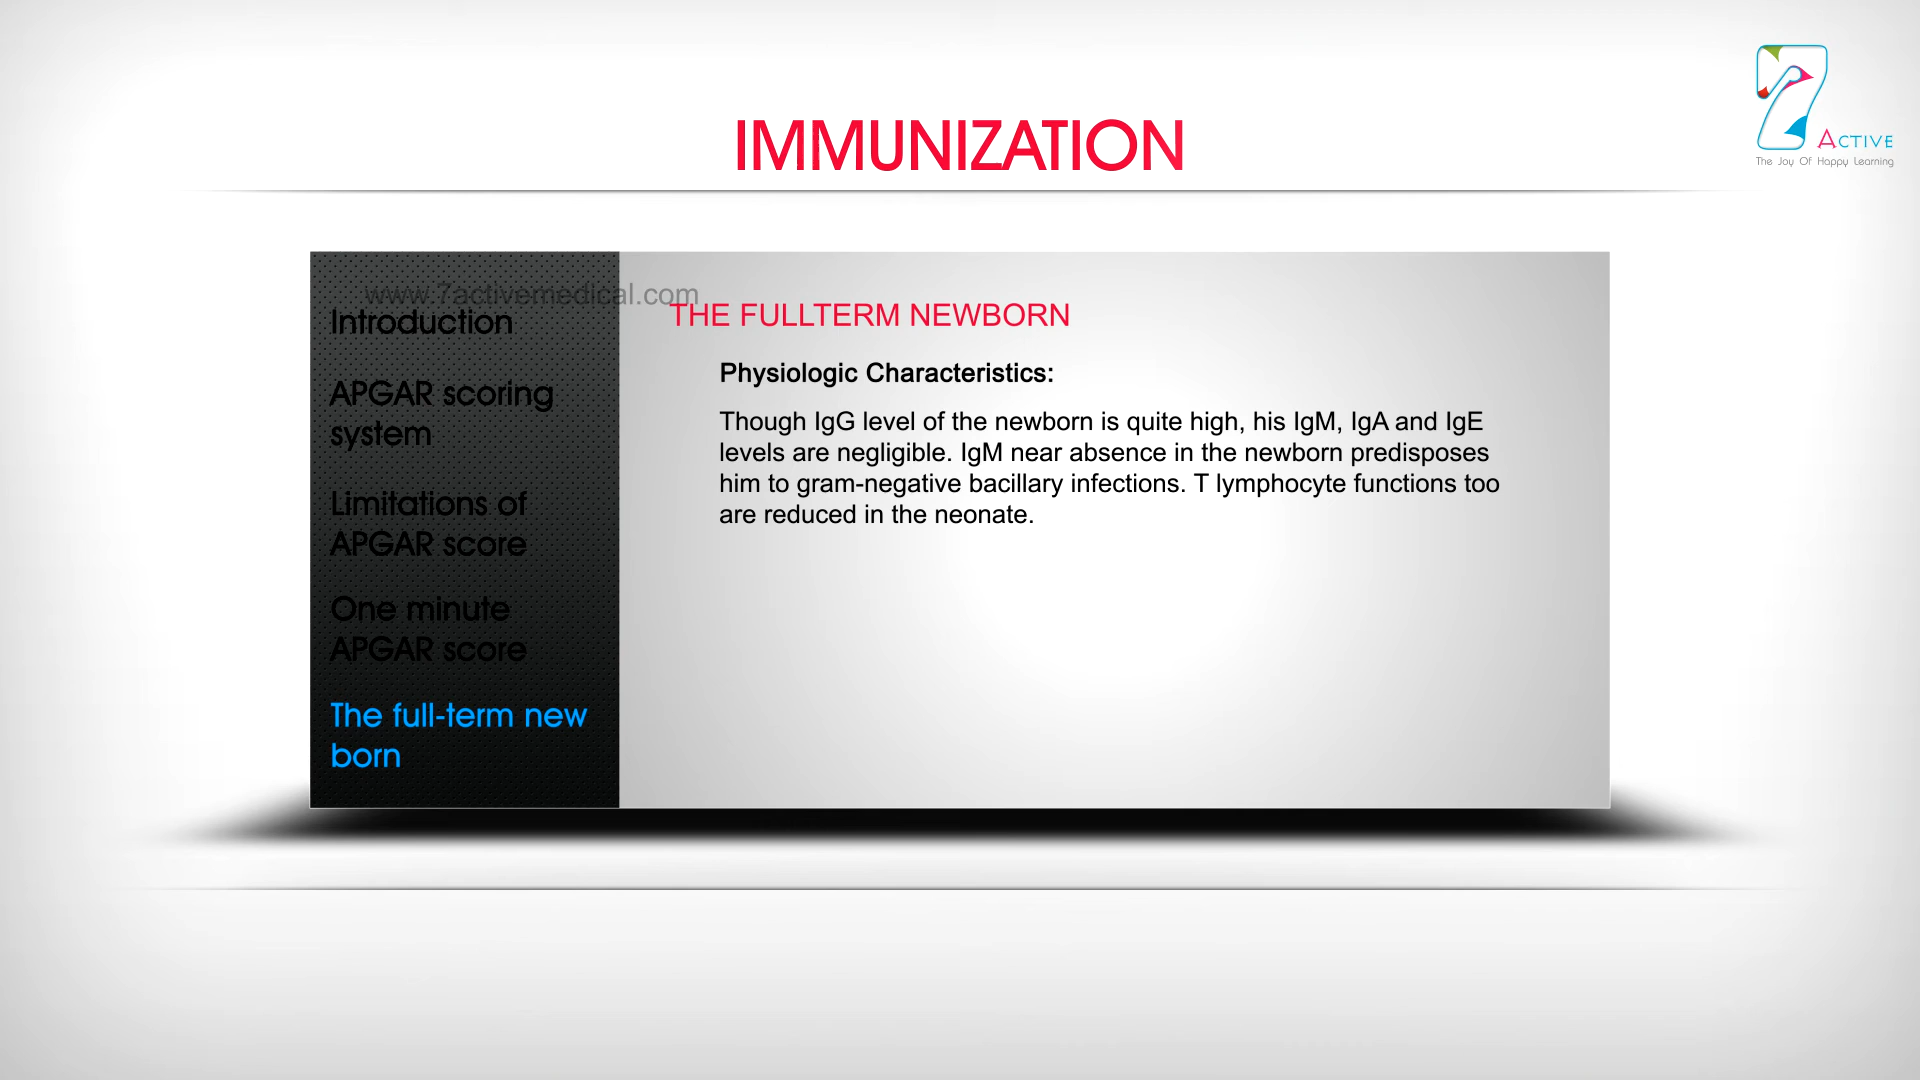 IMMUNIZATION
7
ACTIVE
The Joy Of Happy Learning
www.7activemedical.com
Introduction
APGAR scoring
system
Limitations of
APGAR score
One minute
APGAR score
The full-term new
born
THE FULLTERM NEWBORN
Physiologic Characteristics:
Though IgG level of the newborn is quite high, his IgM, IgA and IgE
levels are negligible. IgM near absence in the newborn predisposes
him to gram-negative bacillary infections. T lymphocyte functions too
are reduced in the neonate.